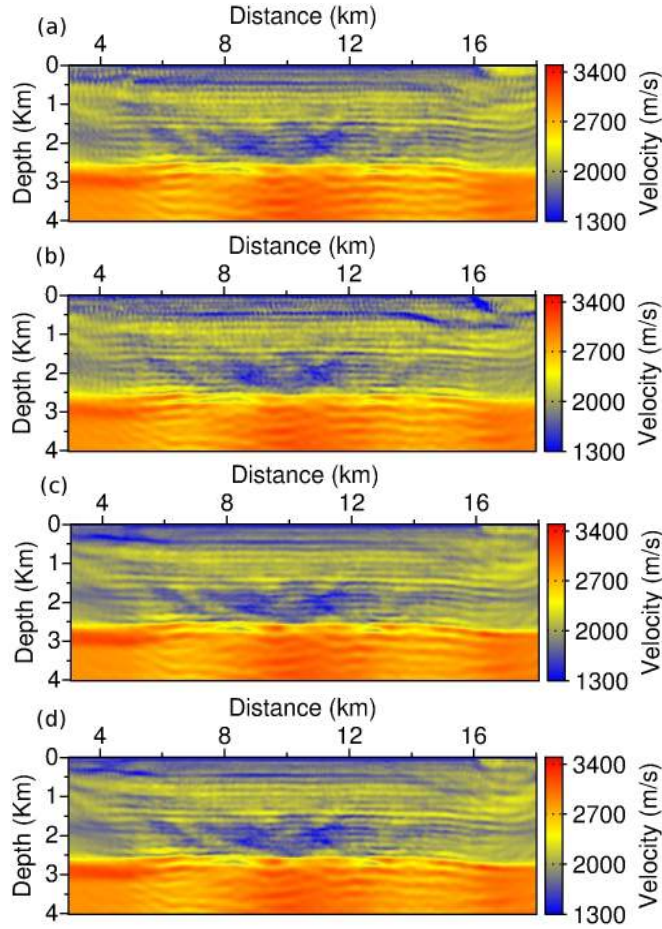 (a)
Distance (km)
4 8 12 16
0
1
2
3
4
Depth (Km)
3400
2700
2000
1300
Velocity (m/s)
(b)
Distance (km)
4 8 12 16
0
1
2
3
4
Depth (Km)
3400
2700
2000
1300
Velocity (m/s)
(c)
Distance (km)
4 8 12 16
0
1
2
3
4
Depth (Km)
3400
2700
2000
1300
Velocity (m/s)
(d)
Distance (km)
4 8 12 16
0
1
2
3
4
Depth (Km)
3400
2700
2000
1300
Velocity (m/s)